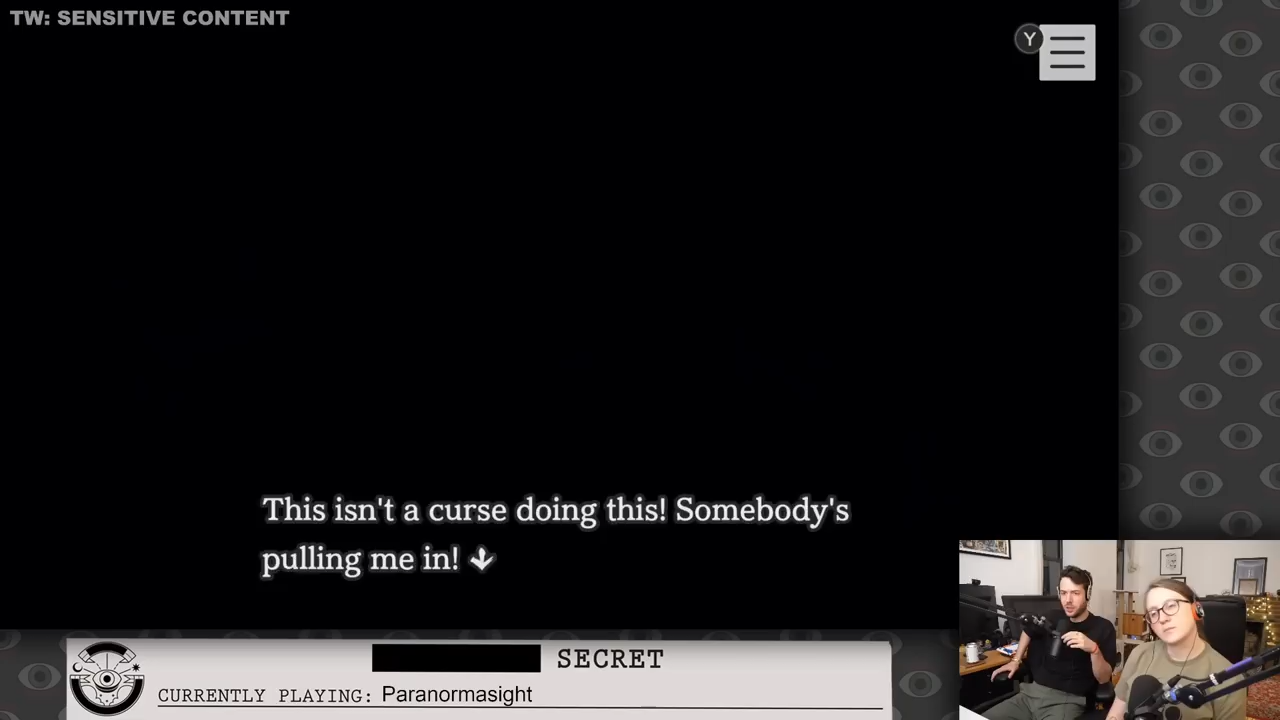 TW: SENSITIVE CONTENT
Y
This isn't a curse doing this! Somebody's
pulling me in!
SECRET
CURRENTLY PLAYING: Paranormasight